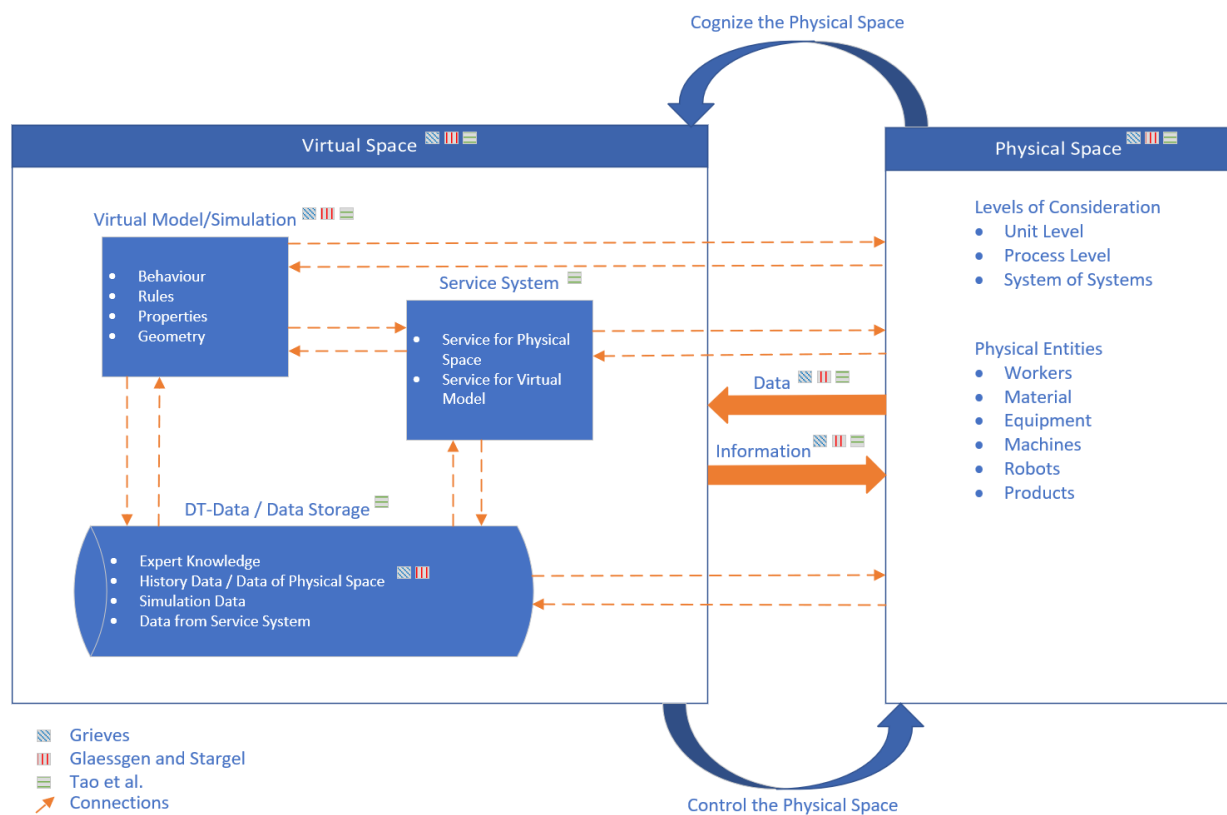 Cognize the Physical Space
Virtual Space
Physical Space
Virtual Model/Simulation
Behaviour
Rules
Properties
Geometry
Service System
Service for Physical
Space
Service for Virtual
Model
DT-Data / Data Storage
Expert Knowledge
History Data / Data of Physical Space
Simulation Data
Data from Service System
Data
Information
Levels of Consideration
Unit Level
Process Level
System of Systems
Physical Entities
Workers
Material
Equipment
Machines
Robots
Products
Grieves
Glaessgen and Stargel
Tao et al.
Connections
Control the Physical Space